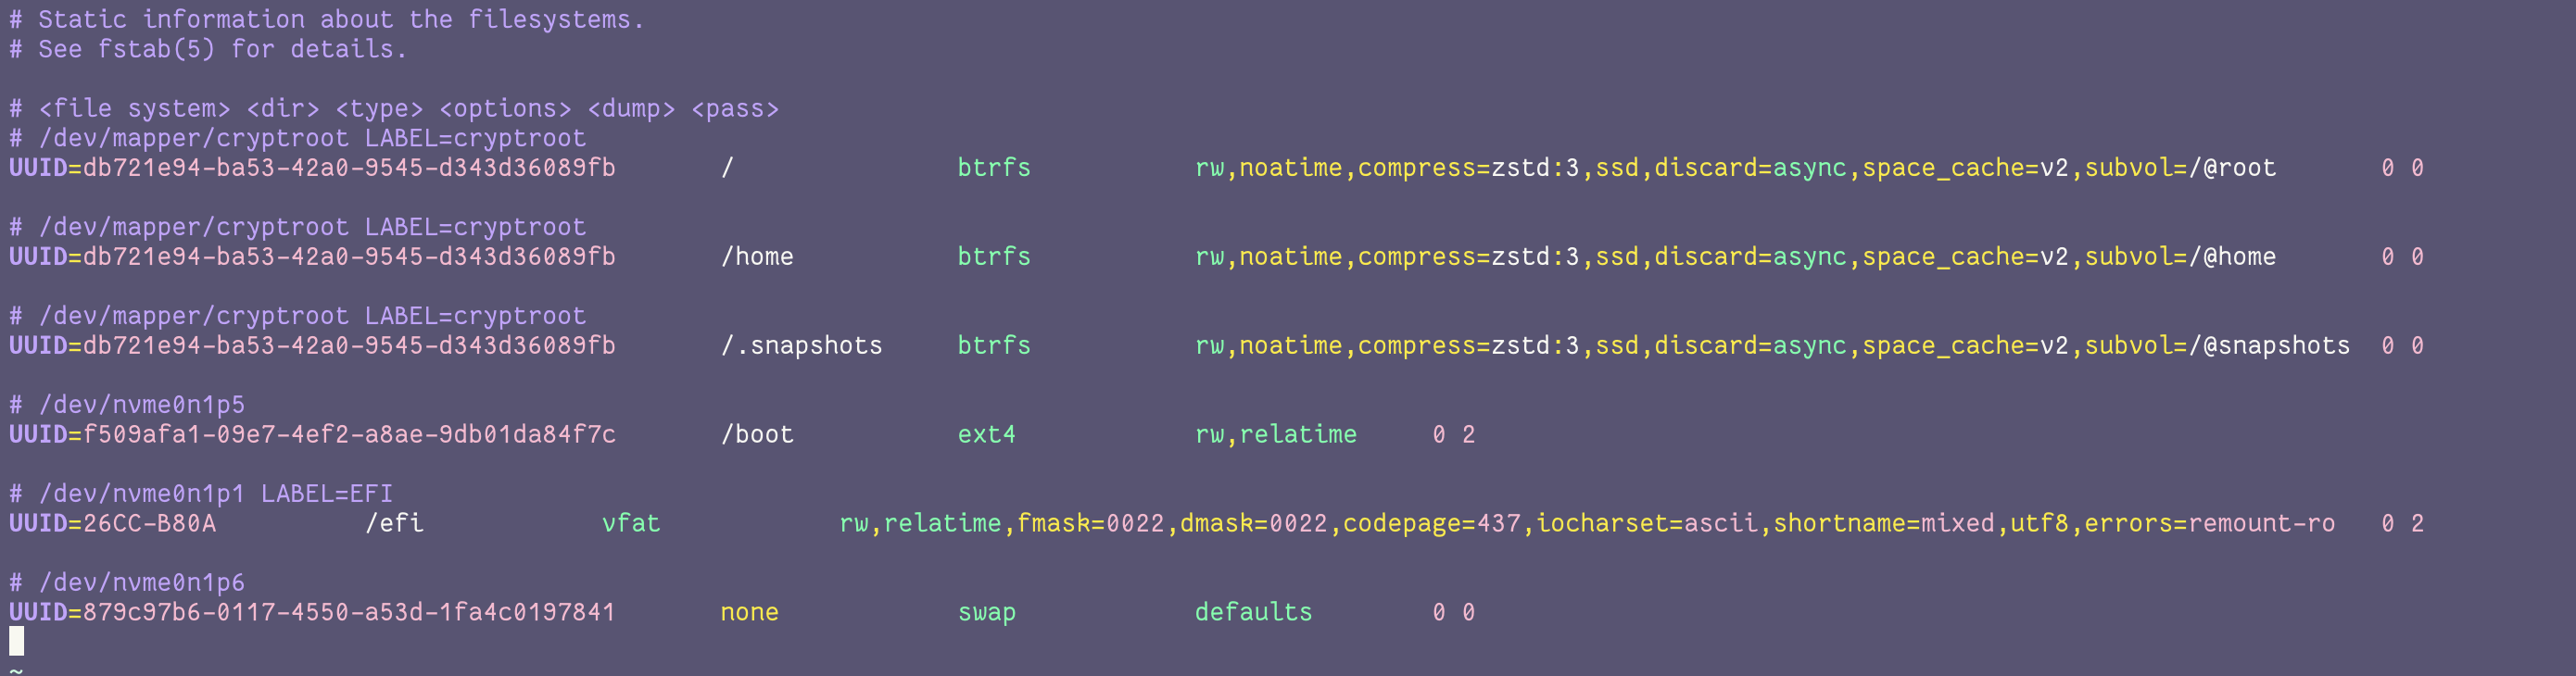 # Static information about the filesystems.
# See fstab(5) for details.
# <file system> <dir> <type> <options> <dump> <pass>
# /dev/mapper/cryptroot LABEL=cryptroot
UUID=db721e94-ba53-42a0-9545-d343d36089fb / btrfs rw,noatime,compress=zstd:3,ssd,discard=async,space_cache=v2,subvol=/@root 0 0
# /dev/mapper/cryptroot LABEL=cryptroot
UUID=db721e94-ba53-42a0-9545-d343d36089fb /home btrfs rw,noatime,compress=zstd:3,ssd,discard=async,space_cache=v2,subvol=/@home 0 0
# /dev/mapper/cryptroot LABEL=cryptroot
UUID=db721e94-ba53-42a0-9545-d343d36089fb /.snapshots btrfs rw,noatime,compress=zstd:3,ssd,discard=async,space_cache=v2,subvol=/@snapshots 0 0
# /dev/nvme0n1p5
UUID=f509afa1-09e7-4ef2-a8ae-9db01da84f7c /boot ext4 rw,relatime 0 2
# /dev/nvme0n1p1 LABEL=EFI
UUID=26CC-B80A /efi vfat rw,relatime,fmask=0022,dmask=0022,codepage=437,iocharset=ascii,shortname=mixed,utf8,errors=remount-ro 0 2
# /dev/nvme0n1p6
UUID=879c97b6-0117-4550-a53d-1fa4c0197841 none swap defaults 0 0
~